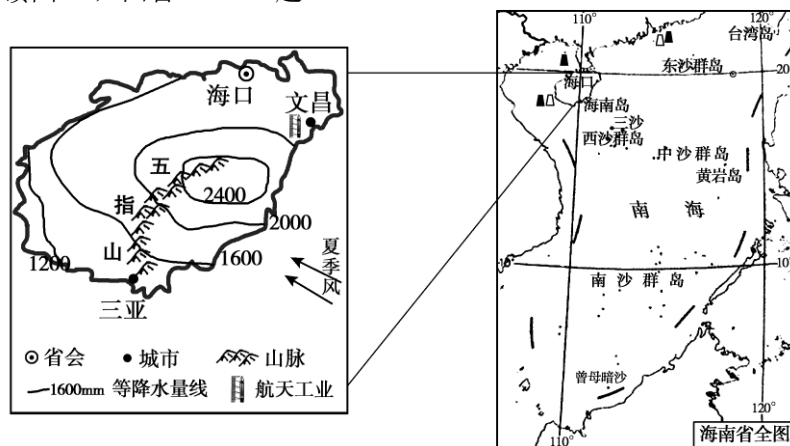 海口
文昌
五
指
山
2400
2000
1600
1200
三亚
夏季风
省会
城市
山脉
1600mm 等降水量线
航天工业
110°
120°
台湾岛
20°
东沙群岛
海口
海南岛
三沙
西沙群岛
中沙群岛
黄岩岛
南海
10°
10°
南沙群岛
曾母暗沙
110°
120°
海南省全图